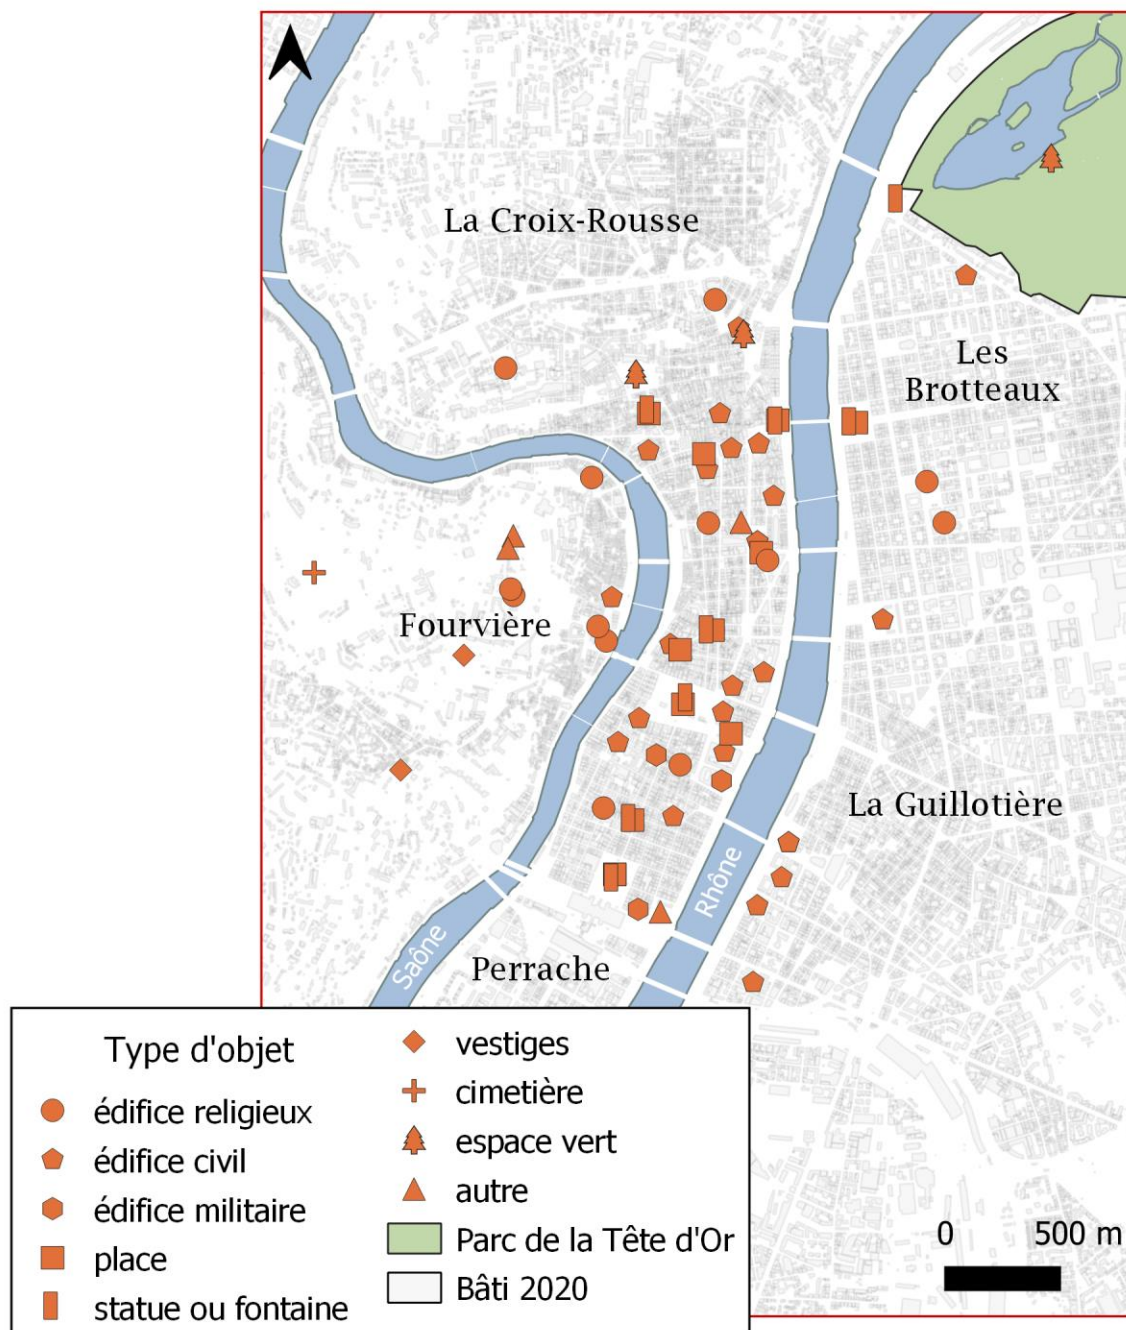 La Croix-Rousse
Les
Brotteaux
Fourvière
La Guillotière
Rhône
Saône
Perrache
Type d'objet
édifice religieux
édifice civil
édifice militaire
place
statue ou fontaine
vestiges
cimetière
espace vert
autre
Parc de la Tête d'Or
Bâti 2020
0 500 m